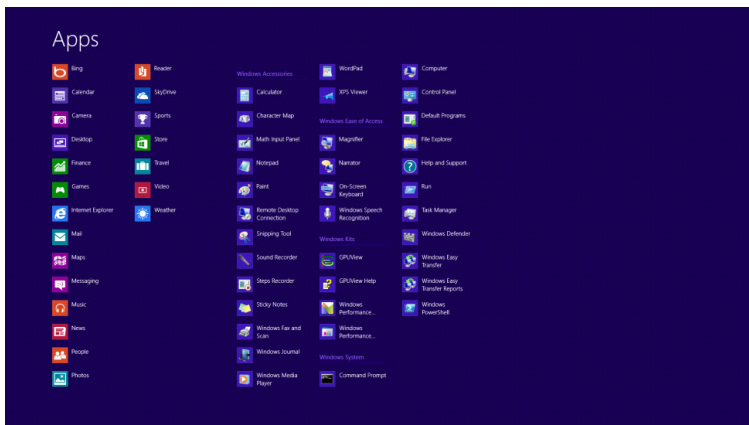 Apps
Bing
Calendar
Camera
Desktop
Finance
Games
Internet Explorer
Mail
Maps
Messaging
Music
News
People
Photos
Reader
SkyDrive
Sports
Store
Travel
Video
Weather
Windows Accessories
Calculator
Character Map
Math Input Panel
Notepad
Paint
Remote Desktop
Connection
Snipping Tool
Sound Recorder
Steps Recorder
Sticky Notes
Windows Fax and
Scan
Windows Journal
Windows Media
Player
WordPad
XPS Viewer
Windows Ease of Access
Magnifier
Narrator
On-Screen
Keyboard
Windows Speech
Recognition
Windows Kits
GPUView
GPUView Help
Windows
Performance...
Windows
Performance...
Windows System
Command Prompt
Computer
Control Panel
Default Programs
File Explorer
Help and Support
Run
Task Manager
Windows Defender
Windows Easy
Transfer
Windows Easy
Transfer Reports
Windows
PowerShell